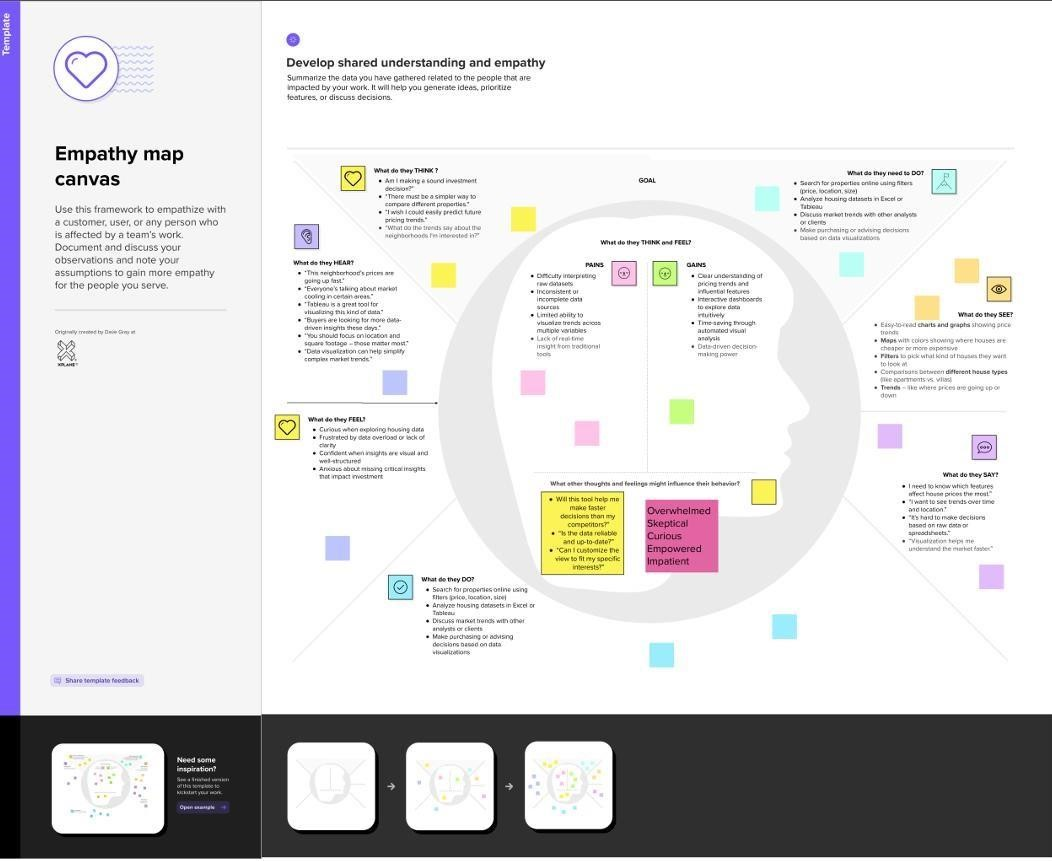 Template
Empathy map
canvas
Use this framework to empathize with
a customer, user, or any person who
is affected by a team's work.
Document and discuss your
observations and note your
assumptions to gain more empathy
for the people you serve.
Originally created by Dave Gray at
XPLANE
Share template feedback
Need some
inspiration?
See a finished version
of this template to
kickstart your work.
Open example
Develop shared understanding and empathy
Summarize the data you have gathered related to the people that are
impacted by your work. It will help you generate ideas, prioritize
features, or discuss decisions.
GOAL
What do they THINK ?
Am I making a sound investment
decision?"
"There must be a simpler way to
compare different properties."
"I wish I could easily predict future
pricing trends."
"What do the trends say about the
neighborhoods I'm interested in?"
What do they need to DO?
Search for properties online using filters
(price, location, size)
Analyze housing datasets in Excel or
Tableau
Discuss market trends with other analysts
or clients
Make purchasing or advising decisions
based on data visualizations
What do they HEAR?
"This neighborhood's prices are
going up fast."
"Everyone's talking about market
cooling in certain areas."
"Tableau is a great tool for
visualizing this kind of data."
"Buyers are looking for more data-
driven insights these days."
"You should focus on location and
square footage – those matter most."
"Data visualization can help simplify
complex market trends."
What do they THINK and FEEL?
PAINS
Difficulty interpreting
raw datasets
Inconsistent or
incomplete data
sources
Limited ability to
visualize trends across
multiple variables
Lack of real-time
insight from traditional
tools
GAINS
Clear understanding of
pricing trends and
influential features
Interactive dashboards
to explore data
intuitively
Time-saving through
automated visual
analysis
Data-driven decision-
making power
What do they SEE?
Easy-to-read charts and graphs showing price
trends
Maps with colors showing where houses are
cheaper or more expensive
Filters to pick what kind of houses they want
to look at
Comparisons between different house types
(like apartments vs. villas)
Trends – like where prices are going up or
down
What do they FEEL?
Curious when exploring housing data
Frustrated by data overload or lack of
clarity
Confident when insights are visual and
well-structured
Anxious about missing critical insights
that impact investment
What do they SAY?
I need to know which features
affect house prices the most."
"I want to see trends over time
and location."
"It's hard to make decisions
based on raw data or
spreadsheets."
"Visualization helps me
understand the market faster."
What other thoughts and feelings might influence their behavior?
Will this tool help me
make faster
decisions than my
competitors?"
"Is the data reliable
and up-to-date?"
"Can I customize the
view to fit my specific
interests?"
Overwhelmed
Skeptical
Curious
Empowered
Impatient
What do they DO?
Search for properties online using
filters (price, location, size)
Analyze housing datasets in Excel or
Tableau
Discuss market trends with other
analysts or clients
Make purchasing or advising
decisions based on data
visualizations